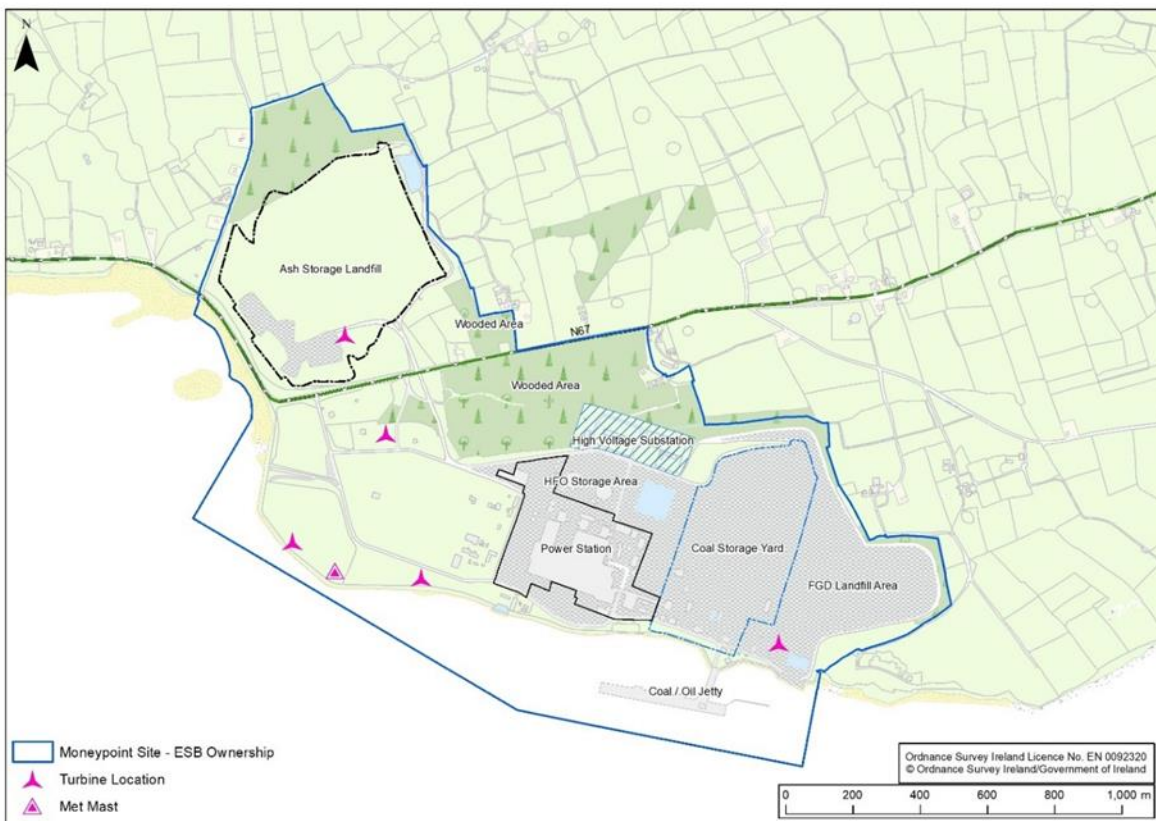 N
Ash Storage Landfill
Wooded Area
N67
Wooded Area
High Voltage Substation
HFO Storage Area
Power Station
Coal Storage Yard
FGD Landfill Area
Coal / Oil Jetty
Moneypoint Site - ESB Ownership
Turbine Location
Met Mast
Ordnance Survey Ireland Licence No. EN 0092320
© Ordnance Survey Ireland/Government of Ireland
0 200 400 600 800 1,000 m